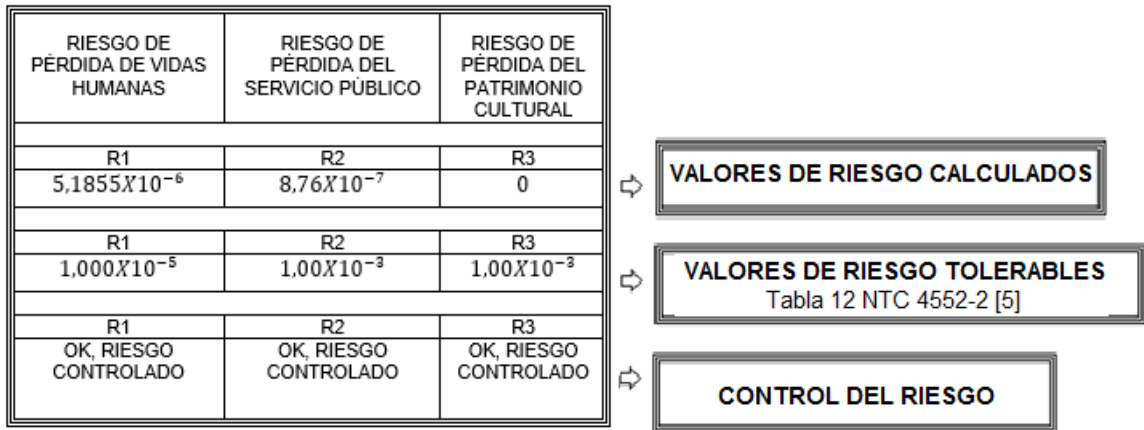 RIESGO DE PÉRDIDA DE VIDAS HUMANAS
RIESGO DE PÉRDIDA DEL SERVICIO PÚBLICO
RIESGO DE PÉRDIDA DEL PATRIMONIO CULTURAL
R1 R2 R3
5,1855X10⁻⁶ 8,76X10⁻⁷ 0
VALORES DE RIESGO CALCULADOS
R1 R2 R3
1,000X10⁻⁵ 1,00X10⁻³ 1,00X10⁻³
VALORES DE RIESGO TOLERABLES
Tabla 12 NTC 4552-2 [5]
R1 R2 R3
OK, RIESGO CONTROLADO
OK, RIESGO CONTROLADO
OK, RIESGO CONTROLADO
CONTROL DEL RIESGO